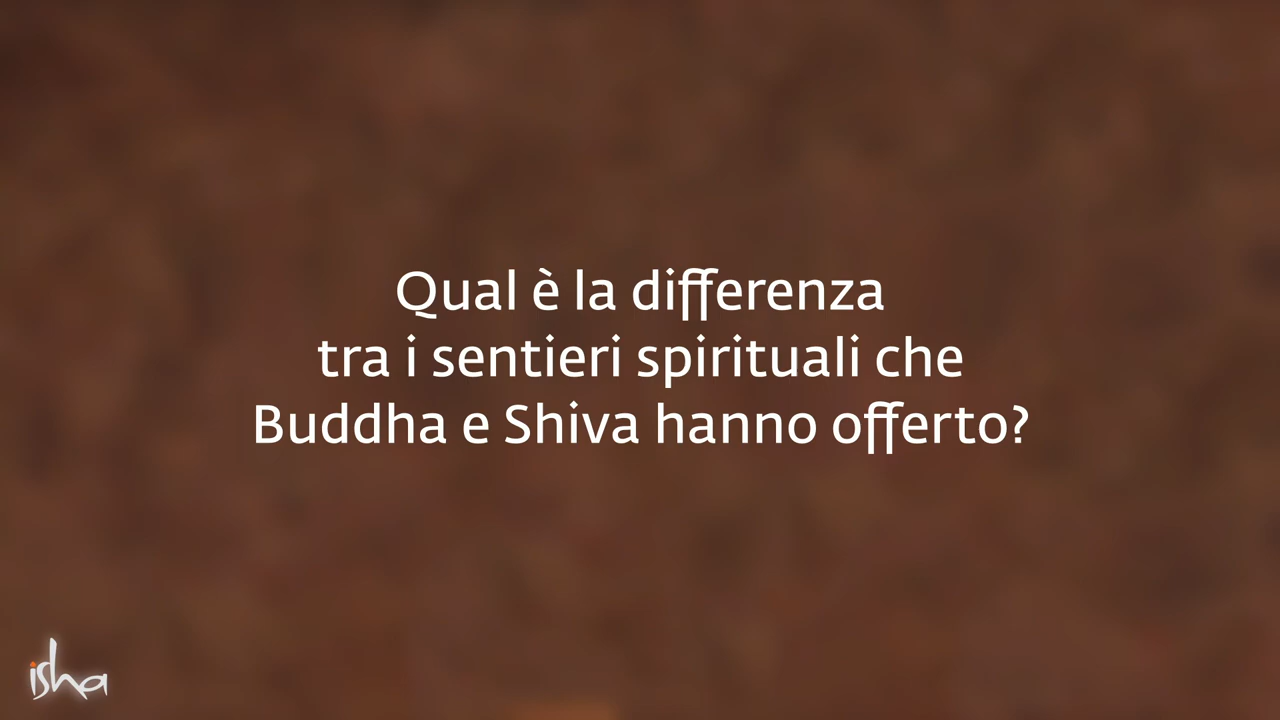 Qual è la differenza
tra i sentieri spirituali che
Buddha e Shiva hanno offerto?
isha